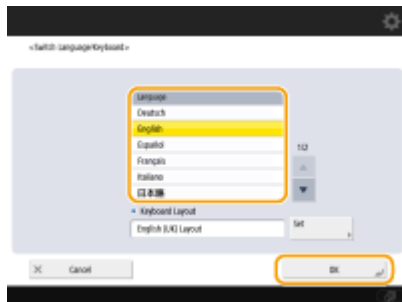 <Switch Language/Keyboard>
Language
Deutsch
English
Español
Français
Italiano
日本語
1/2
Keyboard Layout
English (UK) Layout
Set
Cancel
OK